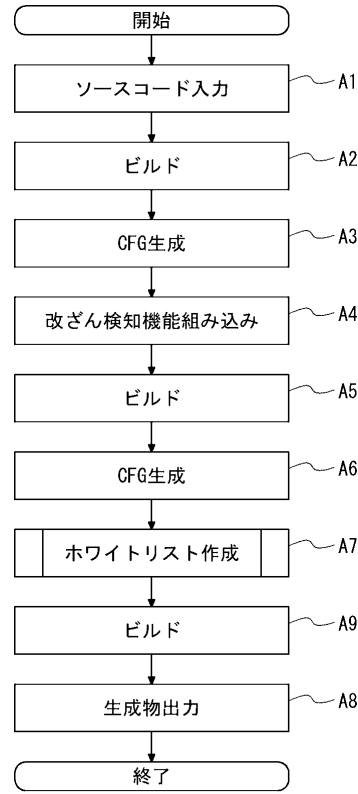 開始
ソースコード入力
A1
ビルド
A2
CFG生成
A3
改ざん検知機能組み込み
A4
ビルド
A5
CFG生成
A6
ホワイトリスト作成
A7
ビルド
A9
生成物出力
A8
終了